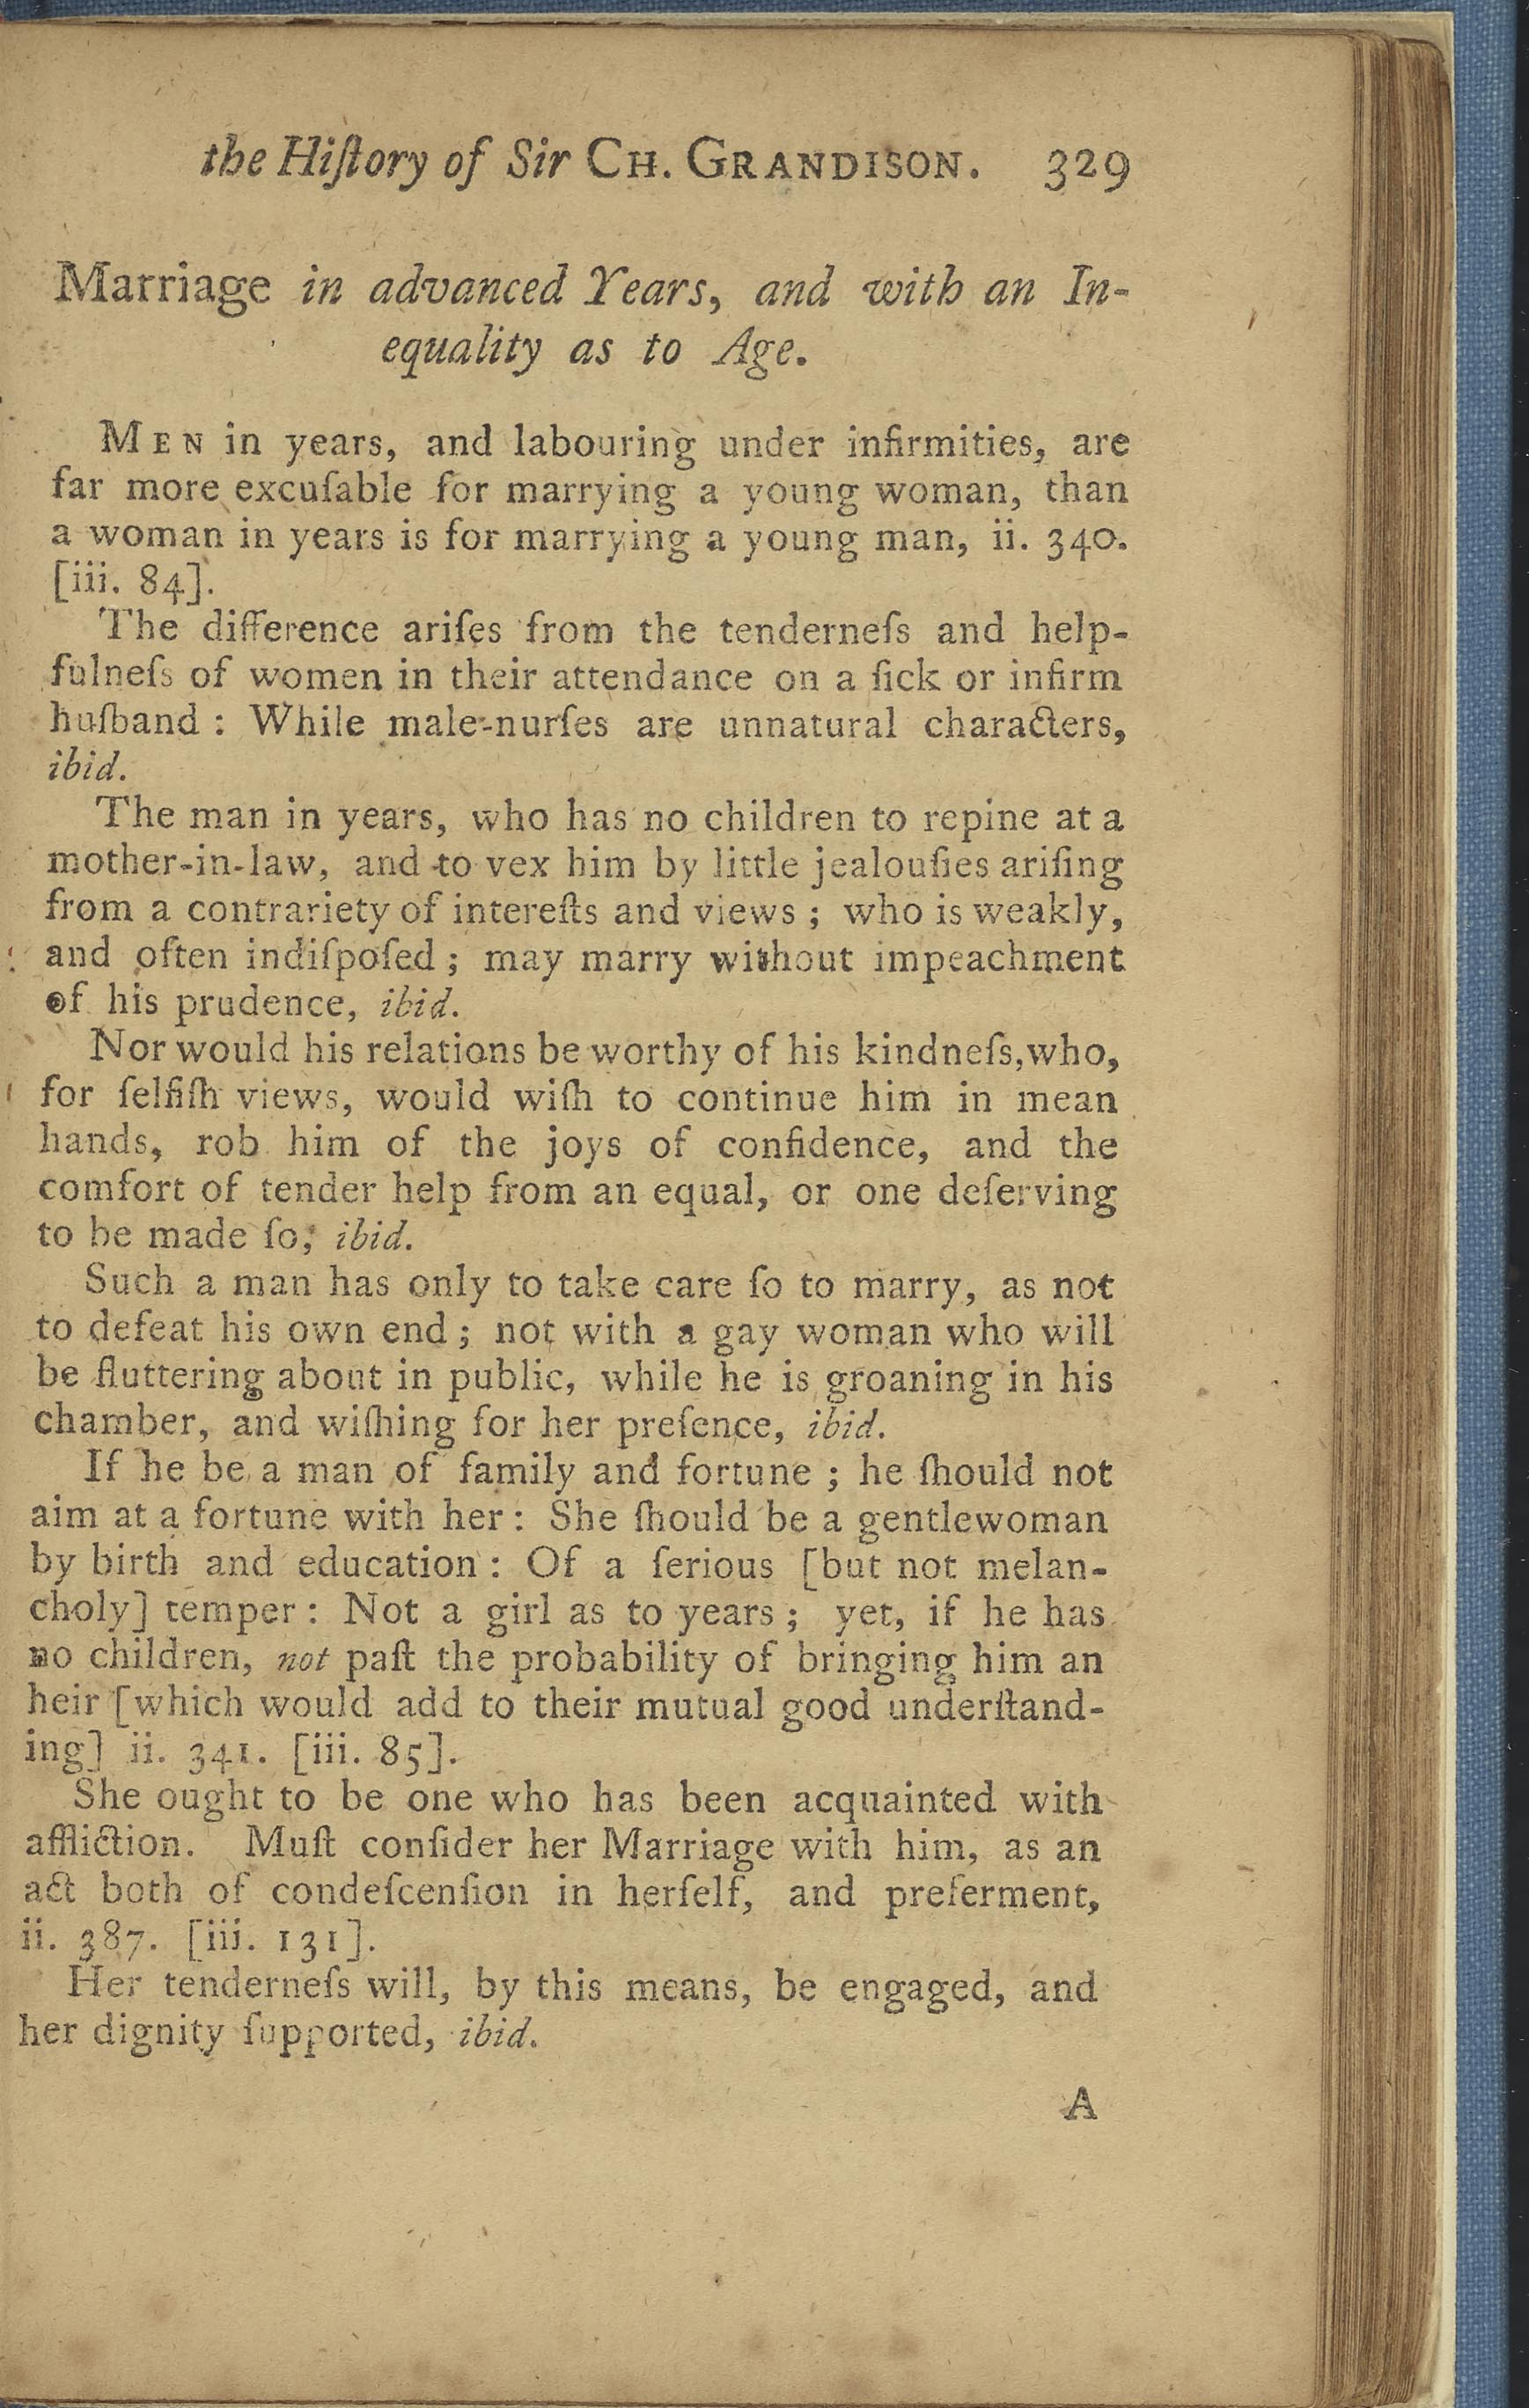 the Hiſtory of Sir CH. GRANDISON. 329
Marriage in advanced Years, and with an In-
equality as to Age.
MEN in years, and labouring under infirmities, are
far more excuſable for marrying a young woman, than
a woman in years is for marrying a young man, ii. 340.
[iii. 84].
The difference ariſes from the tenderneſs and help-
fulneſs of women in their attendance on a ſick or infirm
huſband : While male-nurſes are unnatural characters,
ibid.
The man in years, who has no children to repine at a
mother-in-law, and to vex him by little jealouſies ariſing
from a contrariety of intereſts and views ; who is weakly,
and often indiſpoſed ; may marry without impeachment
of his prudence, ibid.
Nor would his relations be worthy of his kindneſs, who,
for ſelfiſh views, would wiſh to continue him in mean
hands, rob him of the joys of confidence, and the
comfort of tender help from an equal, or one deſerving
to be made ſo, ibid.
Such a man has only to take care ſo to marry, as not
to defeat his own end ; not with a gay woman who will
be fluttering about in public, while he is groaning in his
chamber, and wiſhing for her preſence, ibid.
If he be a man of family and fortune ; he ſhould not
aim at a fortune with her : She ſhould be a gentlewoman
by birth and education : Of a ſerious [but not melan-
choly] temper : Not a girl as to years ; yet, if he has
no children, not paſt the probability of bringing him an
heir [which would add to their mutual good underſtand-
ing] ii. 341. [iii. 85].
She ought to be one who has been acquainted with
affliction. Muſt conſider her Marriage with him, as an
act both of condeſcenſion in herſelf, and preferment,
ii. 387. [iii. 131].
Her tenderneſs will, by this means, be engaged, and
her dignity ſupported, ibid.
A